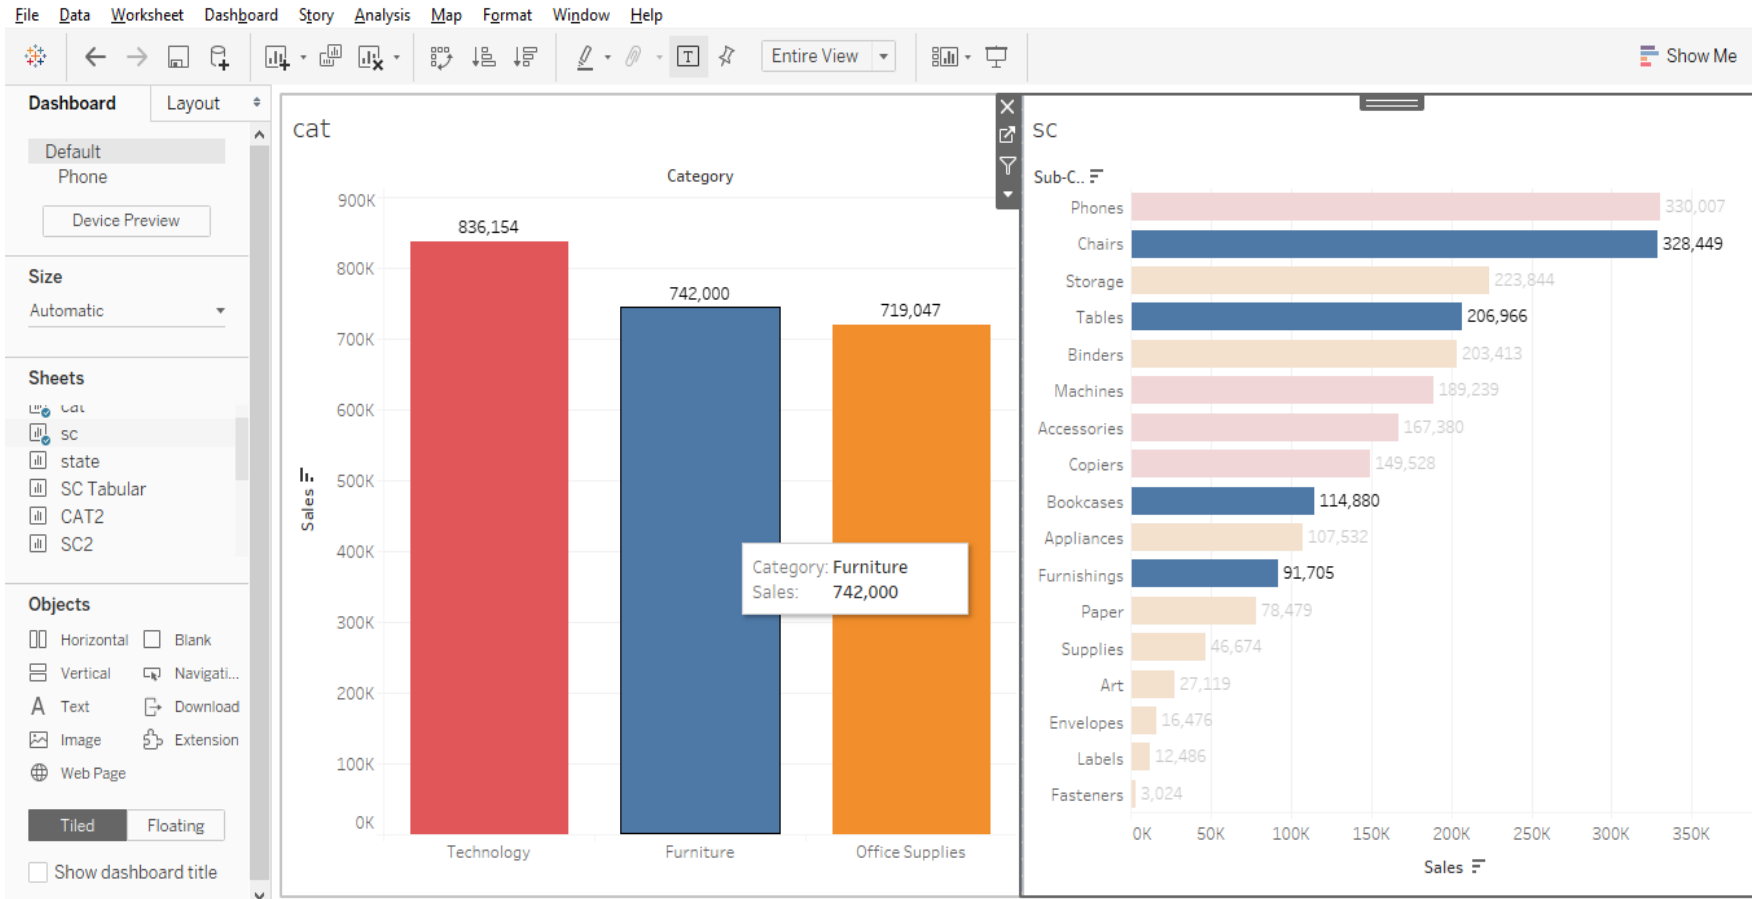 File Data Worksheet Dashboard Story Analysis Map Format Window Help
Entire View
Show Me
Dashboard Layout
Default
Phone
Device Preview
Size
Automatic
Sheets
cat
sc
state
SC Tabular
CAT2
SC2
Objects
Horizontal Blank
Vertical Navigati...
A Text Download
Image Extension
Web Page
Tiled Floating
Show dashboard title
cat
Category
Sales
900K
800K
700K
600K
500K
400K
300K
200K
100K
0K
836,154
742,000
719,047
Category: Furniture
Sales: 742,000
Technology Furniture Office Supplies
sc
Sub-C..
Phones 330,007
Chairs 328,449
Storage 223,844
Tables 206,966
Binders 203,413
Machines 189,239
Accessories 167,380
Copiers 149,528
Bookcases 114,880
Appliances 107,532
Furnishings 91,705
Paper 78,479
Supplies 46,674
Art 27,119
Envelopes 16,476
Labels 12,486
Fasteners 3,024
0K 50K 100K 150K 200K 250K 300K 350K
Sales